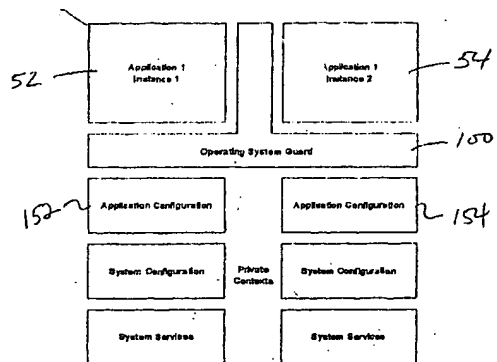 Application 1
Instance 1
Application 1
Instance 2
52
54
Operating System Guard
100
152
Application Configuration
Application Configuration
154
System Configuration
Private
Contexts
System Configuration
System Services
System Services